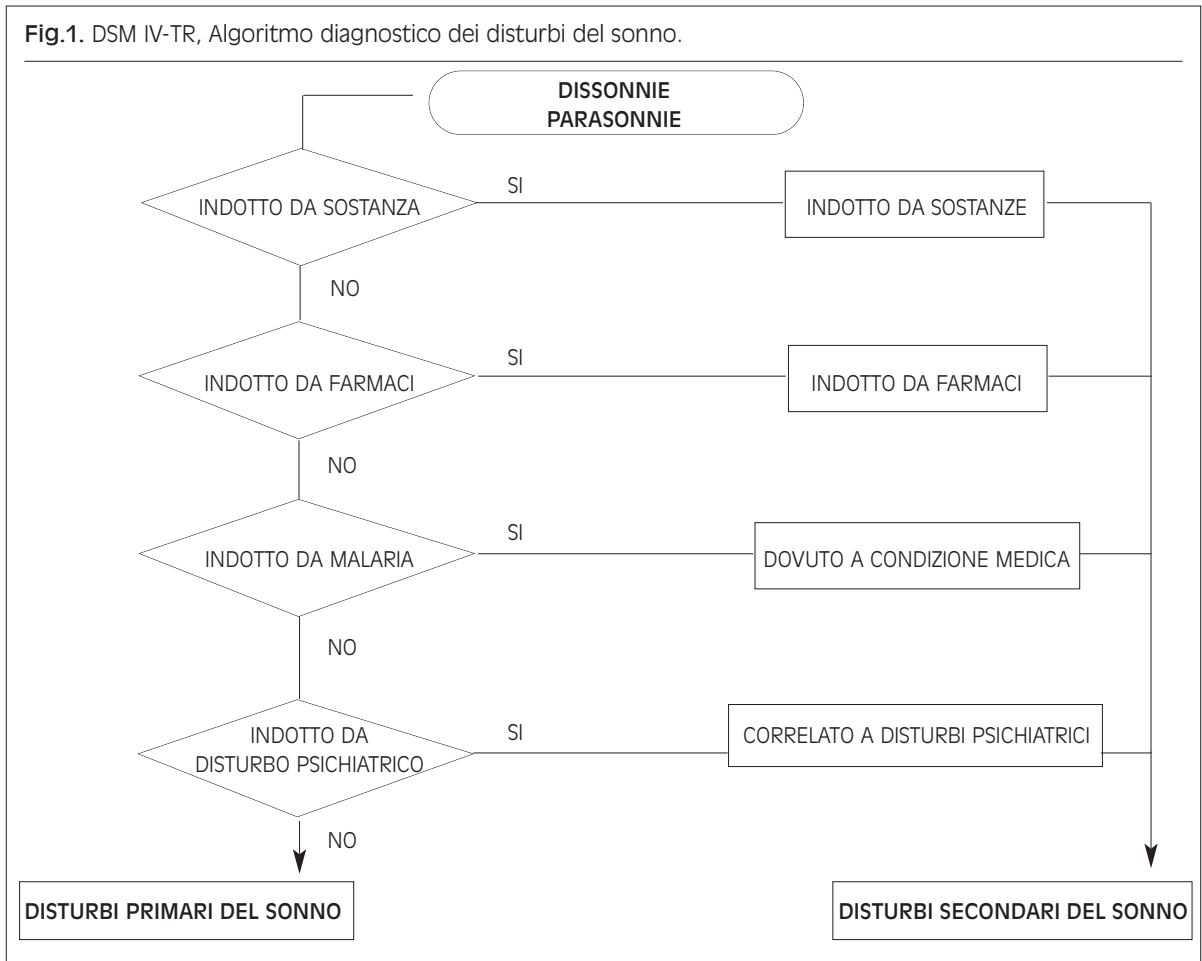 Fig.1. DSM IV-TR, Algoritmo diagnostico dei disturbi del sonno.
DISSONNIE
PARASONNIE
INDOTTO DA SOSTANZA
SI
INDOTTO DA SOSTANZE
NO
INDOTTO DA FARMACI
SI
INDOTTO DA FARMACI
NO
INDOTTO DA MALARIA
SI
DOVUTO A CONDIZIONE MEDICA
NO
INDOTTO DA
DISTURBO PSICHIATRICO
SI
CORRELATO A DISTURBI PSICHIATRICI
NO
DISTURBI PRIMARI DEL SONNO
DISTURBI SECONDARI DEL SONNO